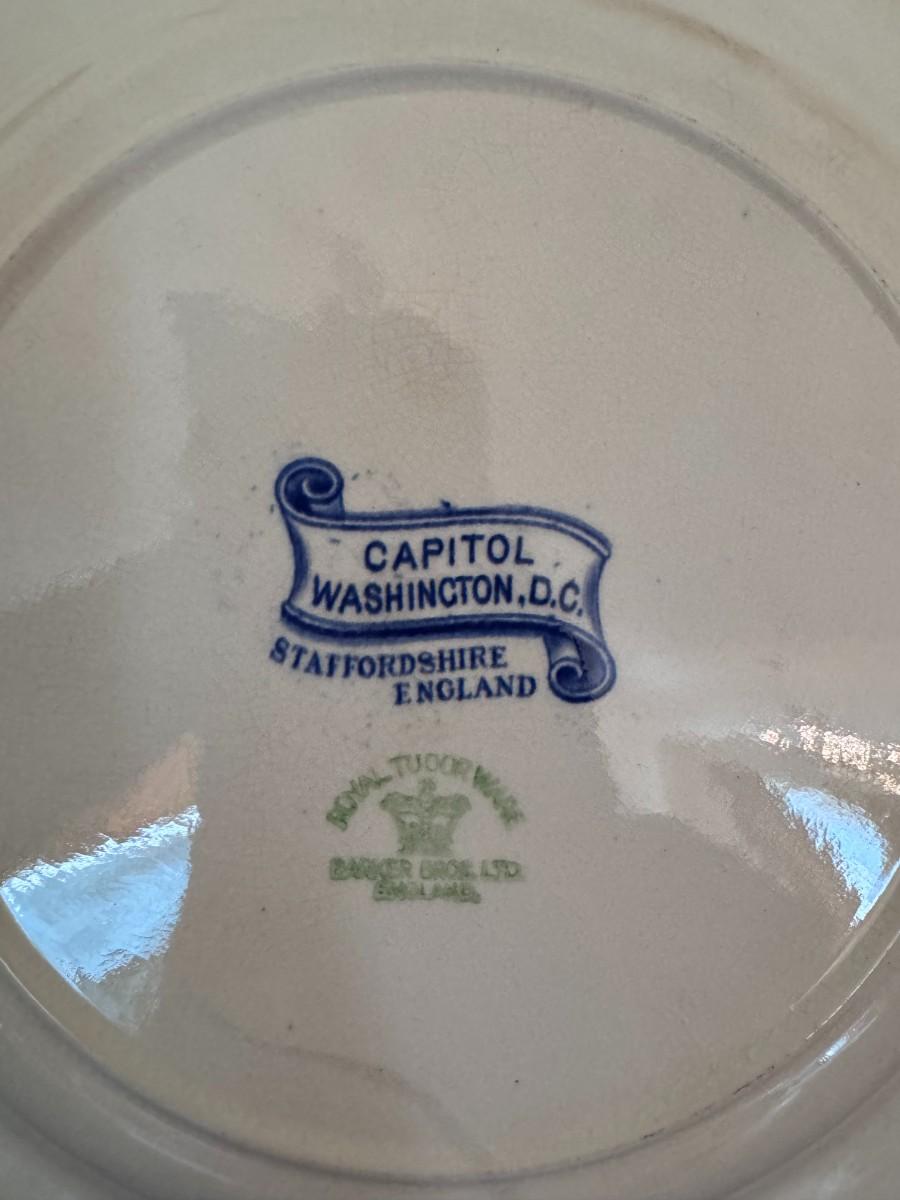 CAPITOL
WASHINGTON, D.C.
STAFFORDSHIRE
ENGLAND
ROYAL TUDOR WARE
BARKER BROS. LTD.
ENGLAND.